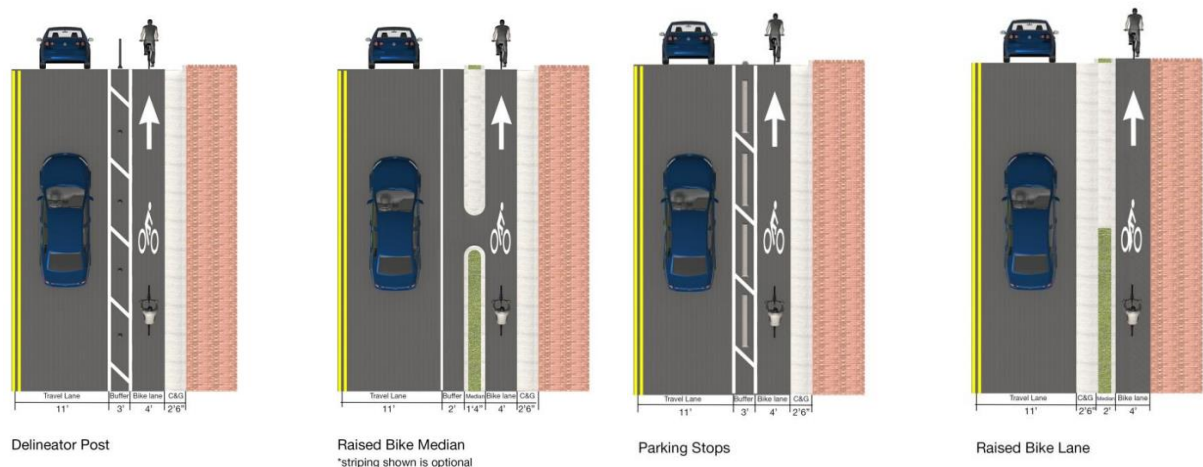 Travel Lane Buffer Bike lane C&G
11' 3' 4' 2'6"
Delineator Post
Travel Lane Buffer Median Bike lane C&G
11' 2' 1'4" 4' 2'6"
Raised Bike Median
*striping shown is optional
Travel Lane Buffer Bike lane C&G
11' 3' 4' 2'6"
Parking Stops
Travel Lane C&G Median Bike lane
11' 2'6" 2' 4'
Raised Bike Lane